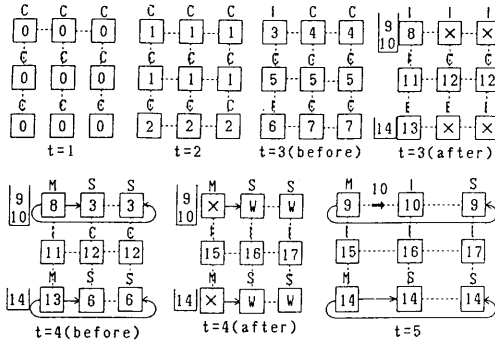 C C C C C C I C C I I I
0 0 0 1 1 1 3 4 4 9 8 × ×
10
C C C C C C C C C I C C
0 0 0 1 1 1 5 5 5 11 12 12
C C C C C C I C C I I I
0 0 0 2 2 2 6 7 7 14 13 × ×
t=1 t=2 t=3(before) t=3(after)
M S S M S S M 10 I S
9 8 3 3 9 × W W 9 10 9
10 10
I C C I I I I I I
11 12 12 15 16 17 15 16 17
M S S M S S M S S
14 13 6 6 14 × W W 14 14 14
t=4(before) t=4(after) t=5